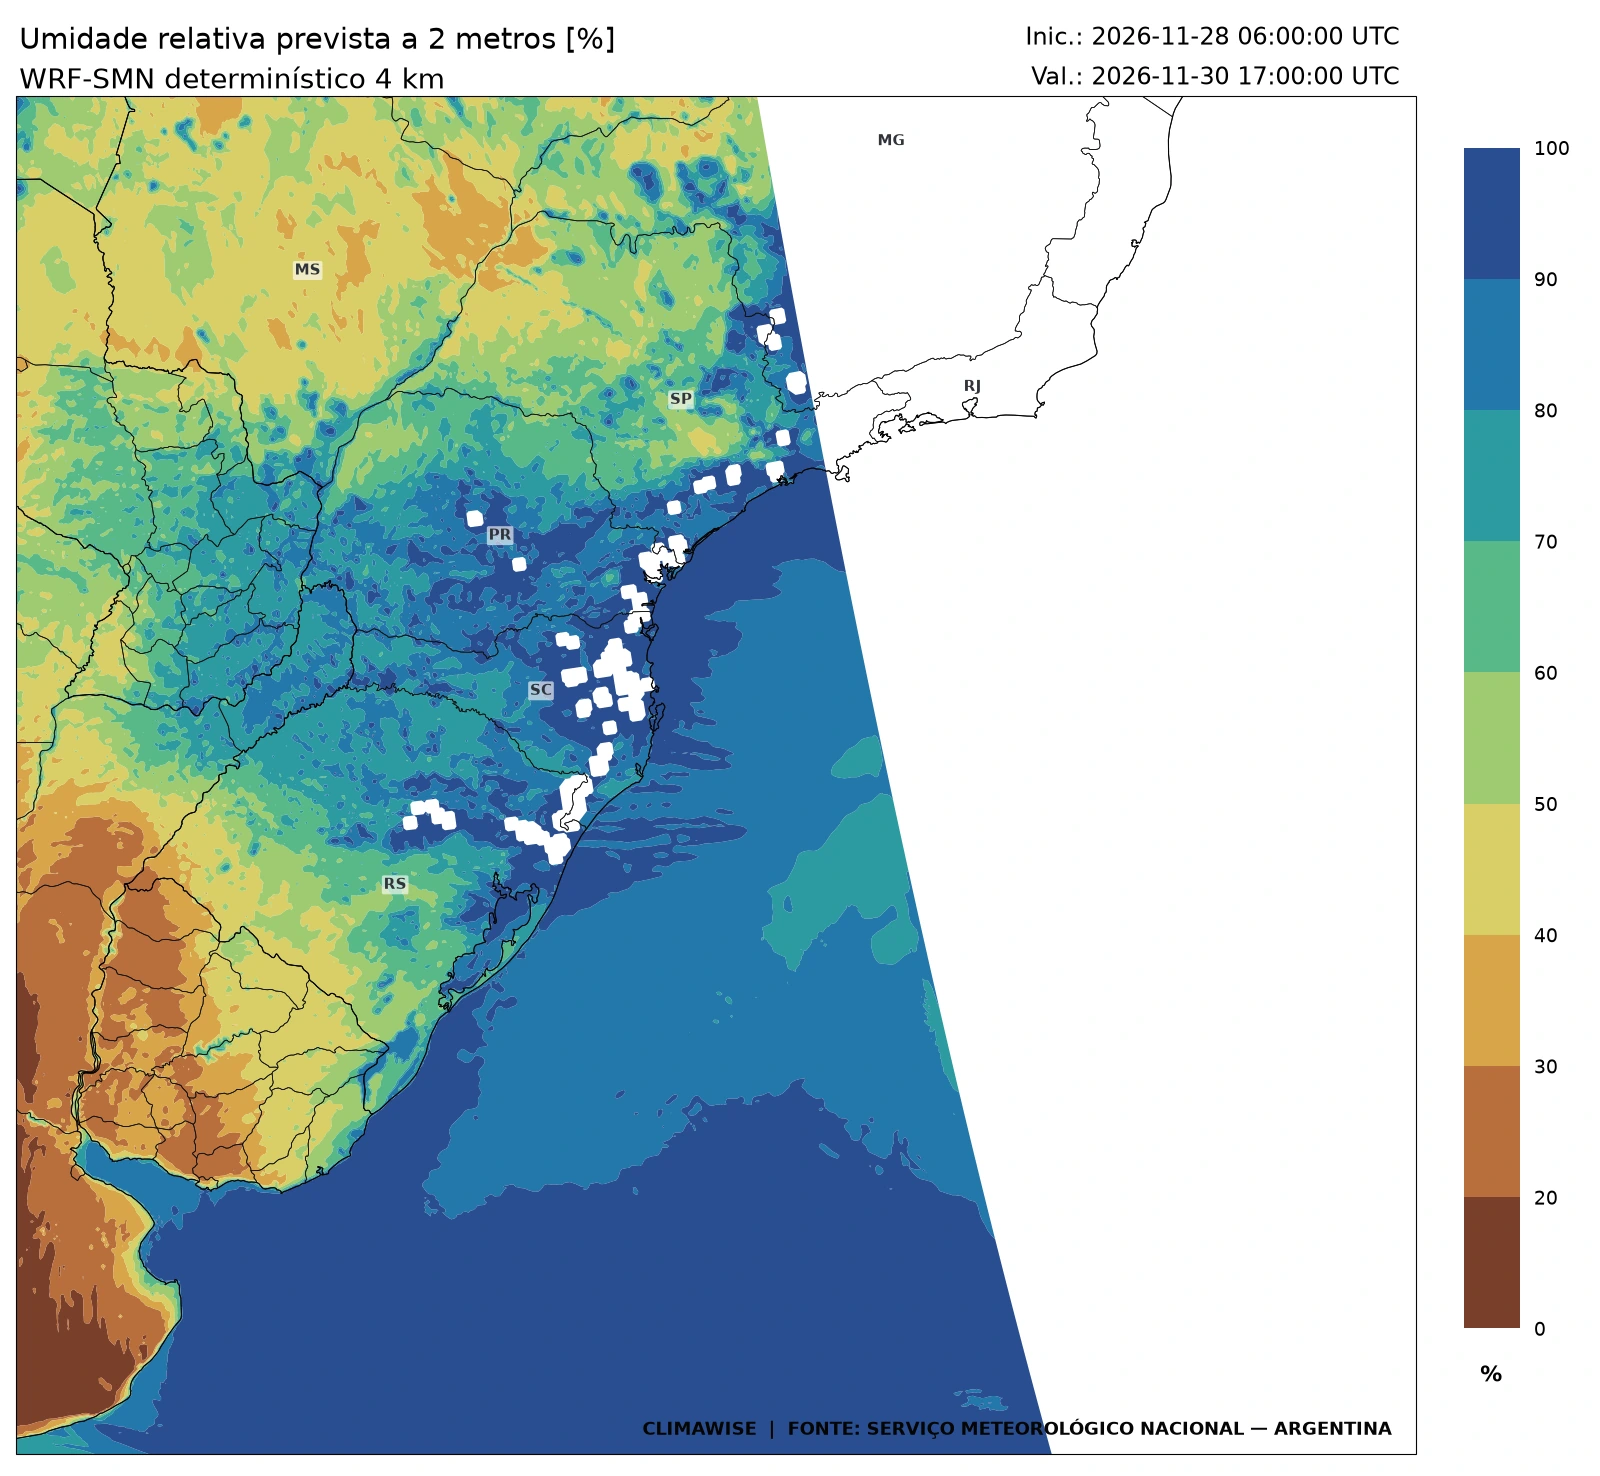 Umidade relativa prevista a 2 metros [%]
WRF-SMN determinístico 4 km
Inic.: 2026-11-28 06:00:00 UTC
Val.: 2026-11-30 17:00:00 UTC
MG
MS
RJ
SP
PR
SC
RS
100
90
80
70
60
50
40
30
20
0
%
CLIMAWISE | FONTE: SERVIÇO METEOROLÓGICO NACIONAL — ARGENTINA